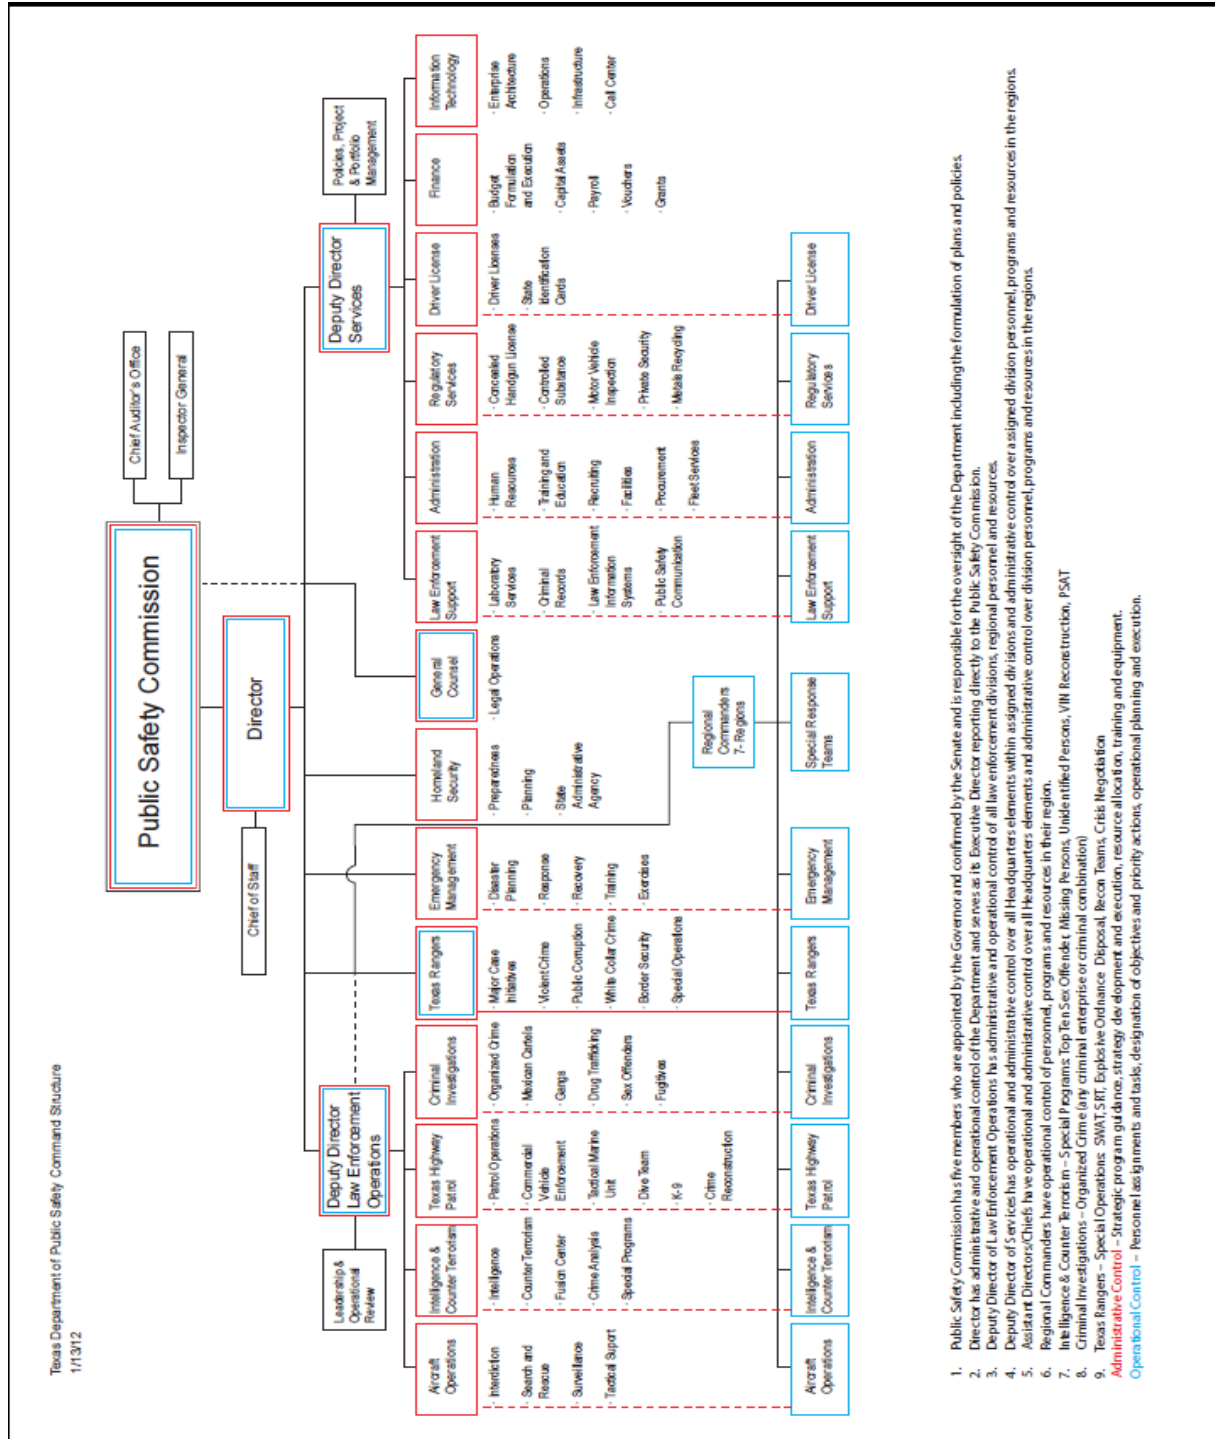 Texas Department of Public Safety Command Structure
1/13/12
Public Safety Commission
Chief Auditor's Office
Inspector General
Director
Chief of Staff
Deputy Director
Law Enforcement
Operations
Leadership &
Operational
Review
Deputy Director
Services
Policies, Project
& Portfolio
Management
Aircraft
Operations
· Interdiction
· Search and
Rescue
· Surveillance
· Tactical Suport
Intelligence &
Counter Terrorism
· Intelligence
· Counter Terrorism
· Fusion Center
· Crime Analysis
· Special Programs
Texas Highway
Patrol
· Patrol Operations
· Commercial
Vehicle
Enforcement
· Tactical Marine
Unit
· Dive Team
· K-9
· Crime
Reconstruction
Criminal
Investigations
· Organized Crime
· Mexican Cartels
· Gangs
· Drug Trafficking
· Sex Offenders
· Fugitives
Texas Rangers
· Major Case
Initiatives
· Violent Crime
· Public Corruption
· White Collar Crime
· Border Security
· Special Operations
Emergency
Management
· Disaster
Planning
· Response
· Recovery
· Training
· Exercises
Homeland
Security
· Preparedness
· Planning
· State
Administrative
Agency
General
Counsel
· Legal Operations
Law Enforcement
Support
· Laboratory
Services
· Criminal
Records
· Law Enforcement
Information
Systems
· Public Safety
Communication
Administration
· Human
Resources
· Training and
Education
· Recruiting
· Facilities
· Procurement
· Fleet Services
Regulatory
Services
· Concealed
Handgun License
· Controlled
Substance
· Motor Vehicle
Inspection
· Private Security
· Metals Recycling
Driver License
· Driver Licenses
· State
Identification
Cards
Finance
· Budget
Formulation
and Execution
· Capital Assets
· Payroll
· Vouchers
· Grants
Information
Technology
· Enterprise
Architecture
· Operations
· Infrastructure
· Call Center
Regional
Commanders
7- Regions
Aircraft
Operations
Intelligence &
Counter Terrorism
Texas Highway
Patrol
Criminal
Investigations
Texas Rangers
Emergency
Management
Special Response
Teams
Law Enforcement
Support
Administration
Regulatory
Services
Driver License
1. Public Safety Commission has five members who are appointed by the Governor and confirmed by the Senate and is responsible for the oversight of the Department including the formulation of plans and policies.
2. Director has administrative and operational control of the Department and serves as its Executive Director reporting directly to the Public Safety Commission.
3. Deputy Director of Law Enforcement Operations has administrative and operational control of all law enforcement divisions, regional personnel and resources.
4. Deputy Director of Services has operational and administrative control over all Headquarters elements within assigned divisions and administrative control over assigned division personnel, programs and resources in the regions.
5. Assistant Directors/Chiefs have operational and administrative control over all Headquarters elements and administrative control over division personnel, programs and resources in the regions.
6. Regional Commanders have operational control of personnel, programs and resources in their region.
7. Intelligence & Counter Terrorism – Special Programs: Top Ten Sex Offender, Missing Persons, Unidentified Persons, VIN Reconstruction, PSAT
8. Criminal Investigations – Organized Crime (any criminal enterprise or criminal combination)
9. Texas Rangers – Special Operations: SWAT, SRT, Explosive Ordnance Disposal, Recon Teams, Crisis Negotiation
Administrative Control – Strategic program guidance, strategy development and execution, resource allocation, training and equipment.
Operational Control – Personnel assignments and tasks, designation of objectives and priority actions, operational planning and execution.